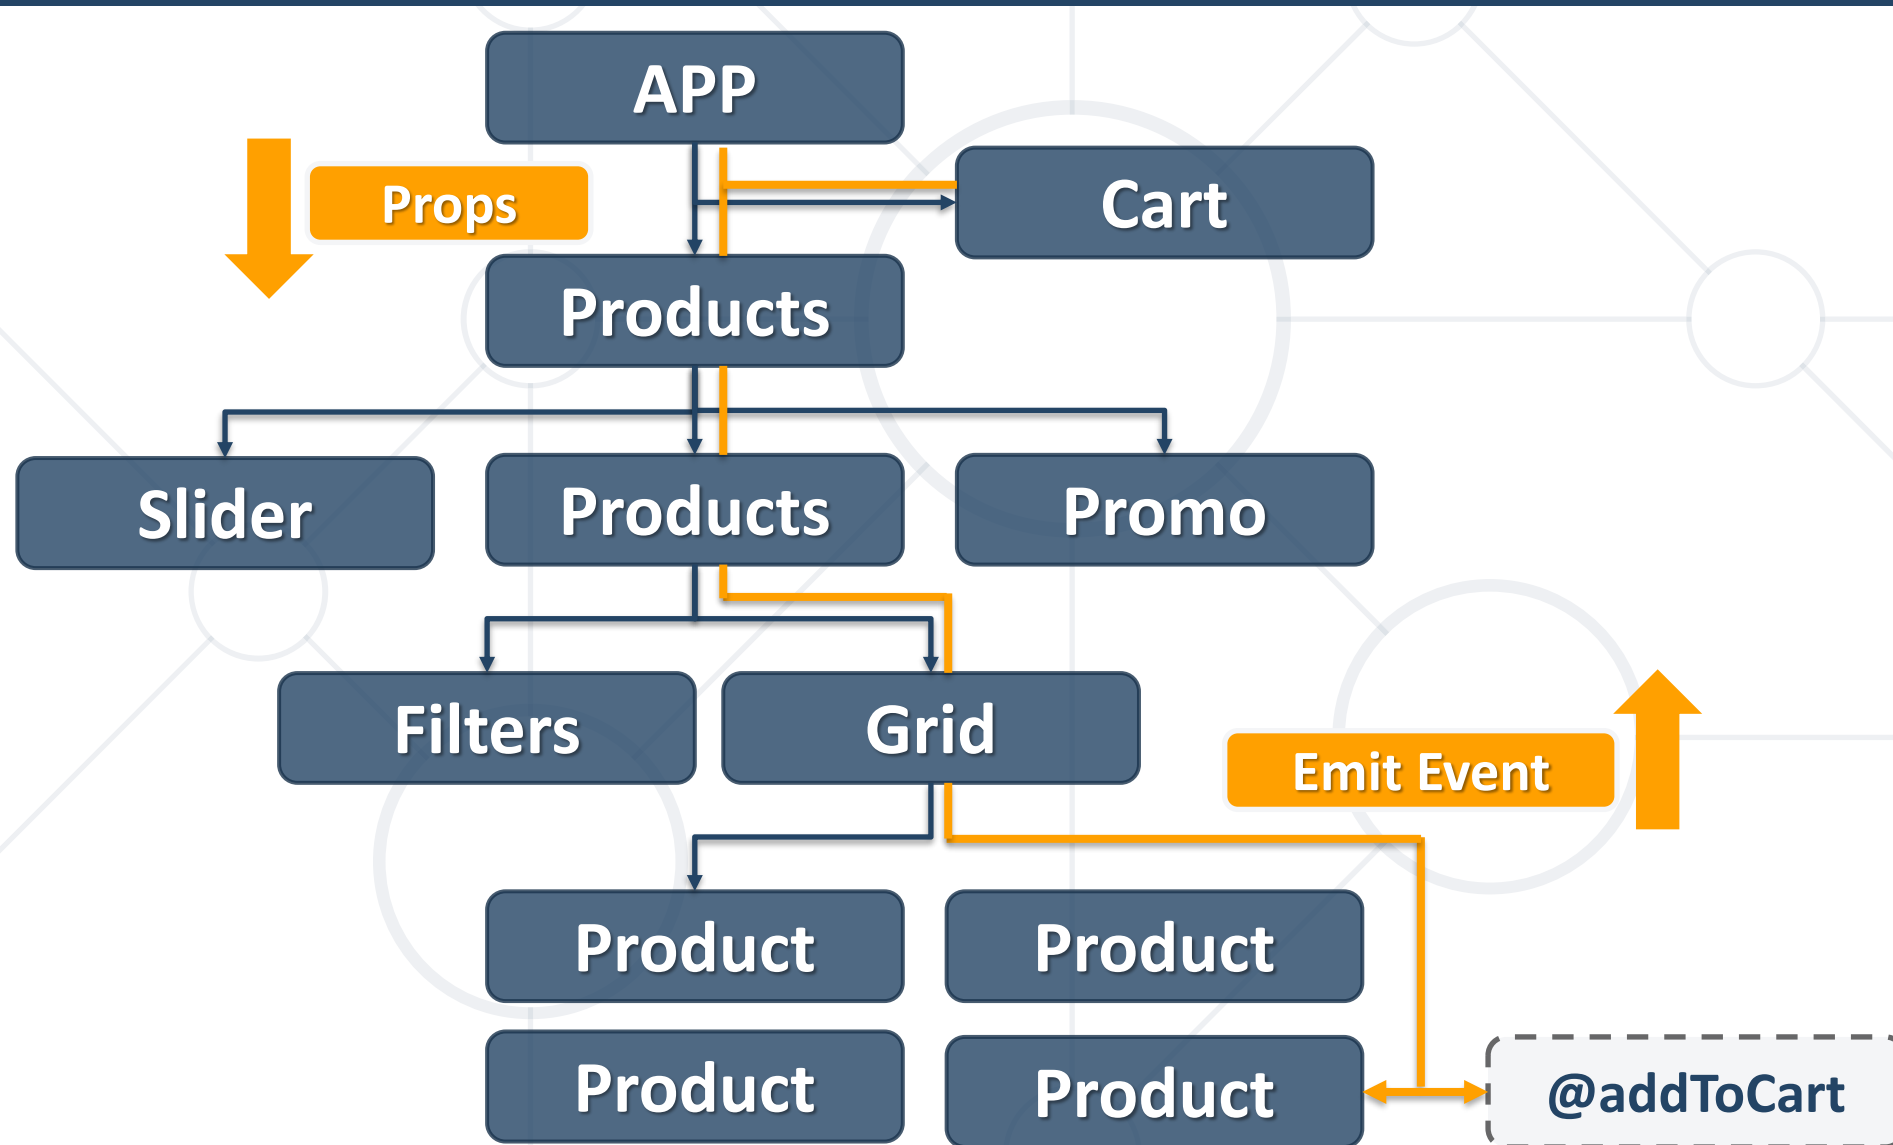 APP
Props
Cart
Products
Slider
Products
Promo
Filters
Grid
Emit Event
Product
Product
Product
Product
@addToCart